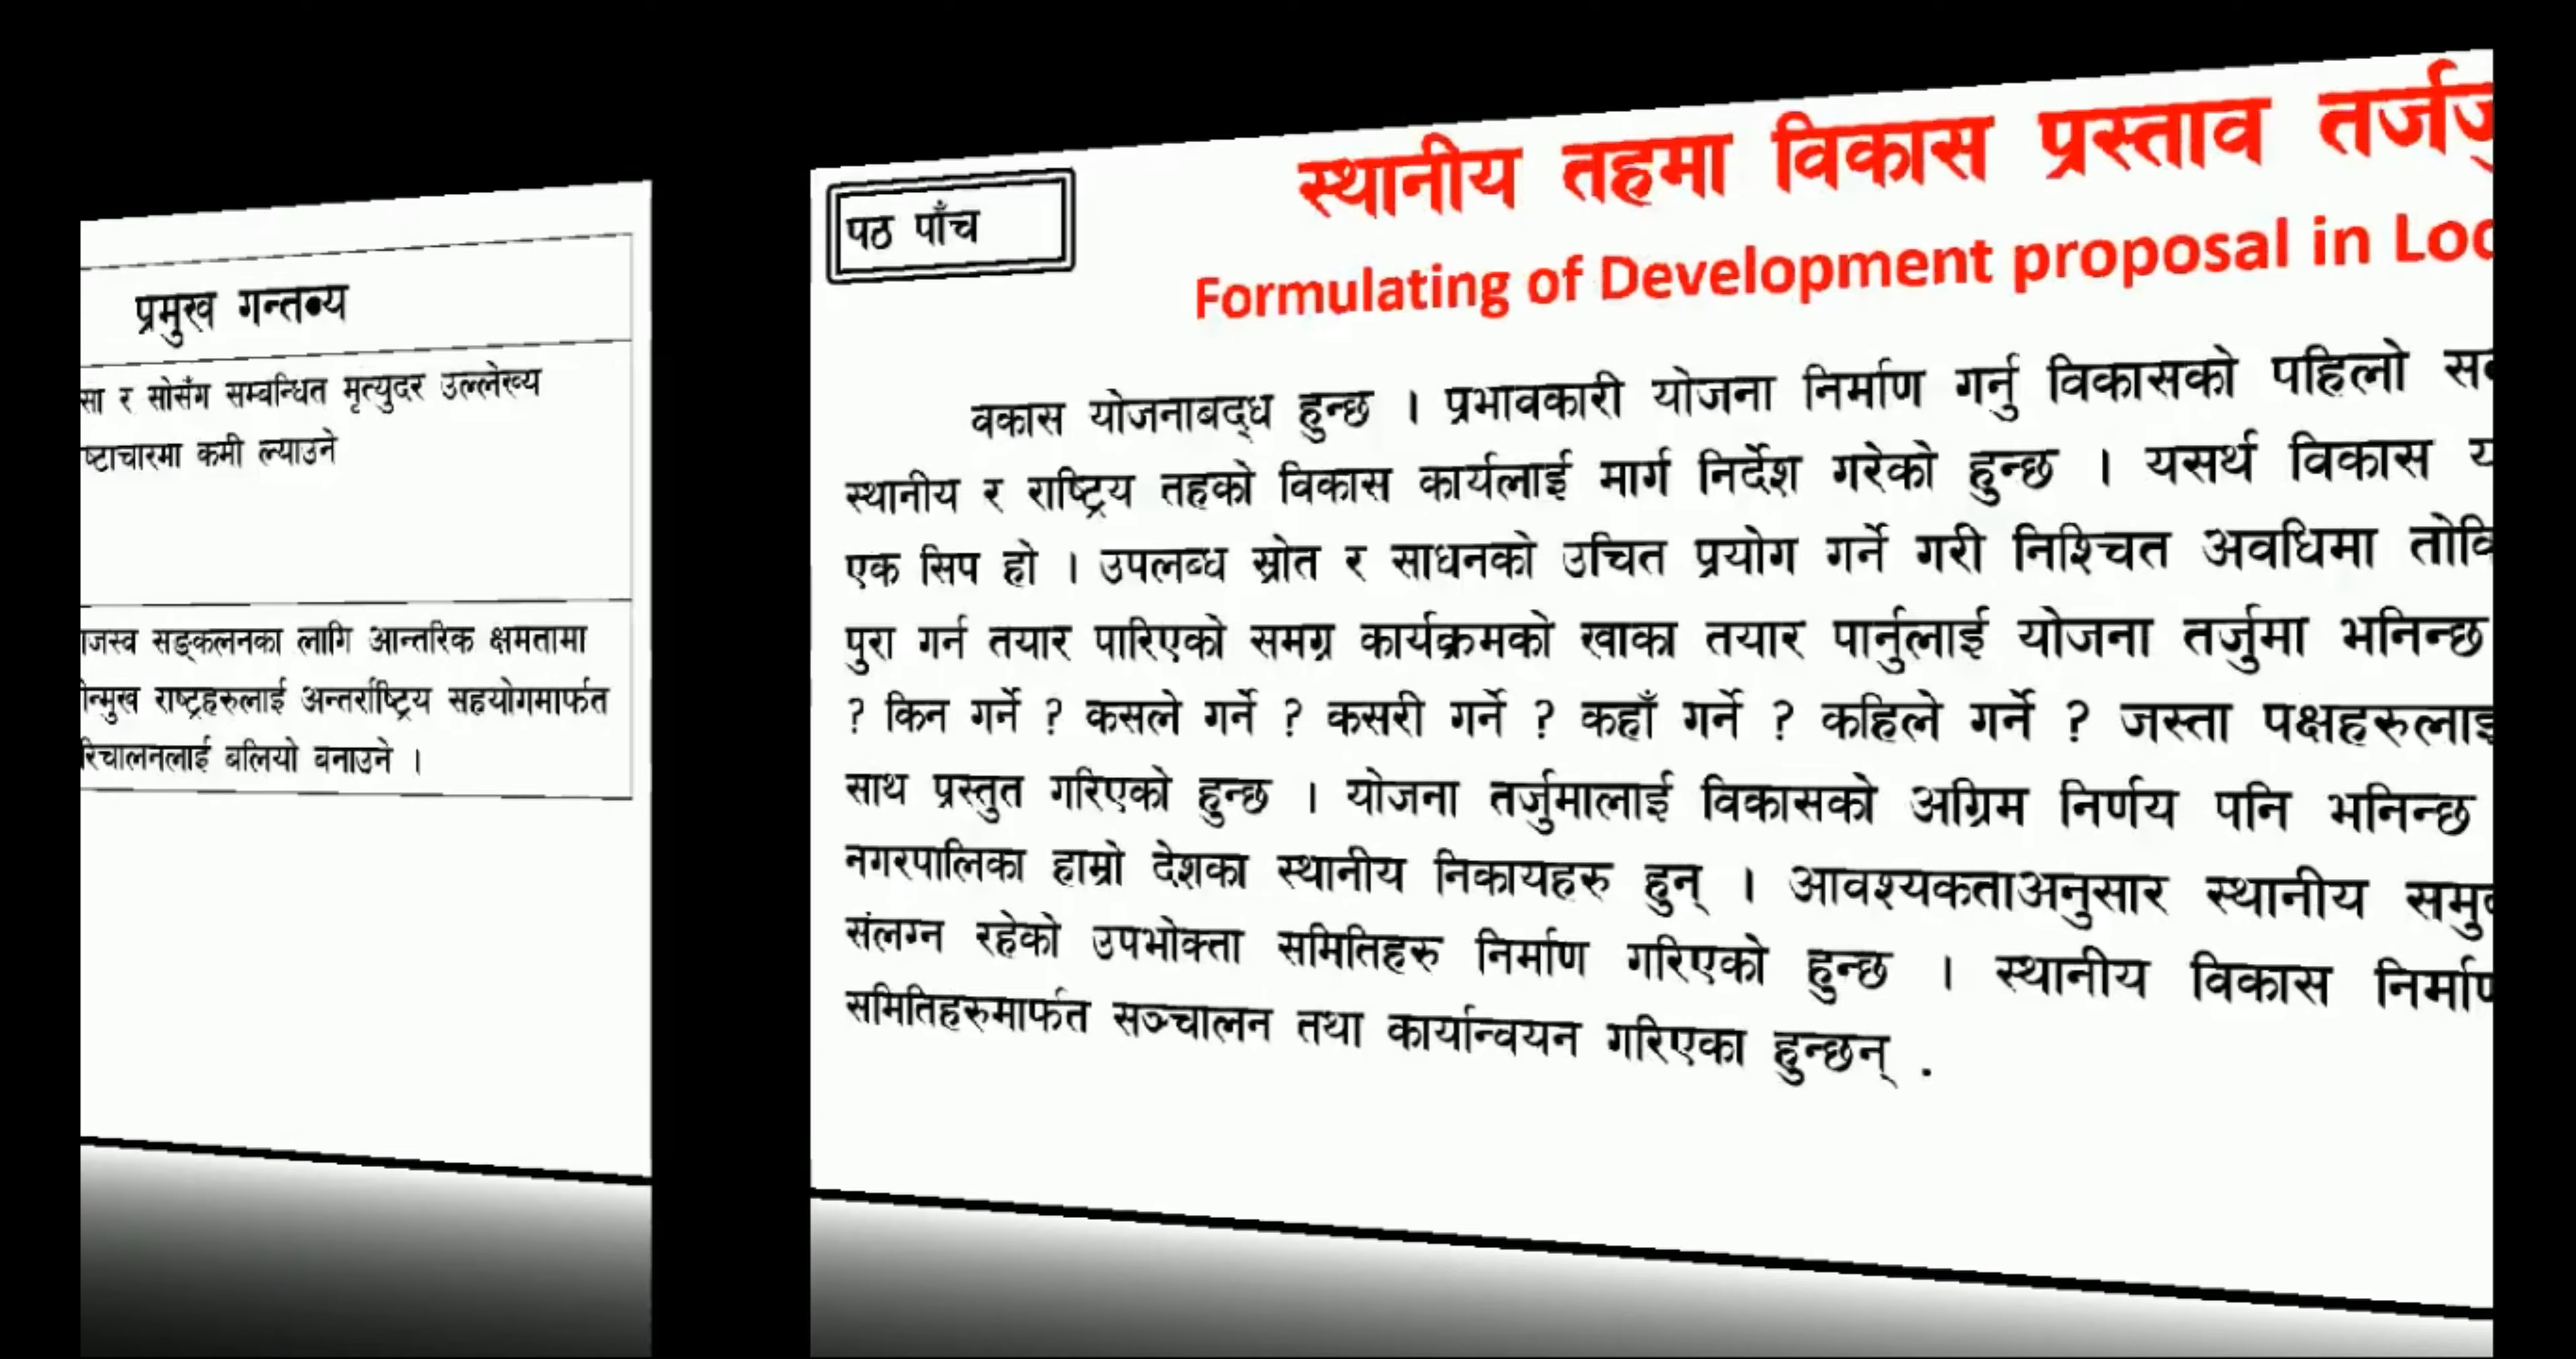 प्रमुख गन्तब्य
सा र सोसँग सम्बन्धित मृत्युदर उल्लेख्य
ष्टाचारमा कमी ल्याउने
जस्व सङ्कलनका लागि आन्तरिक क्षमतामा
न्मुख राष्ट्रहरुलाई अन्तर्राष्ट्रिय सहयोगमार्फत
रिचालनलाई बलियो बनाउने ।
पठ पाँच
स्थानीय तहमा विकास प्रस्ताव
Formulating of Development proposal in Loc
वकास योजनाबद्ध हुन्छ । प्रभावकारी योजना निर्माण गर्नु विकासको पहिलो
स्थानीय र राष्ट्रिय तहको विकास कार्यलाई मार्ग निर्देश गरेको हुन्छ । यसर्थ विकास य
एक सिप हो । उपलब्ध स्रोत र साधनको उचित प्रयोग गर्ने गरी निश्चित अवधिमा तोकि
पुरा गर्न तयार पारिएको समग्र कार्यक्रमको खाका तयार पार्नुलाई योजना तर्जुमा भनिन्छ
? किन गर्ने ? कसले गर्ने ? कसरी गर्ने ? कहाँ गर्ने ? कहिले गर्ने ? जस्ता पक्षहरुलाइ
साथ प्रस्तुत गरिएको हुन्छ । योजना तर्जुमालाई विकासको अग्रिम निर्णय पनि भनिन्छ
नगरपालिका हाम्रो देशका स्थानीय निकायहरु हुन् । आवश्यकताअनुसार स्थानीय समु
संलग्न रहेको उपभोक्ता समितिहरु निर्माण गरिएको हुन्छ । स्थानीय विकास निर्माण
समितिहरुमार्फत सञ्चालन तथा कार्यान्वयन गरिएका हुन्छन् .